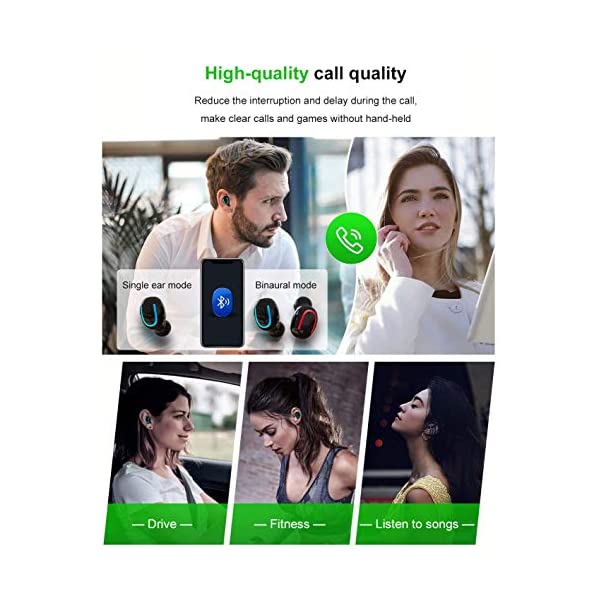 High-quality call quality
Reduce the interruption and delay during the call,
make clear calls and games without hand-held
Single ear mode
Binaural mode
— Drive —
— Fitness —
— Listen to songs —